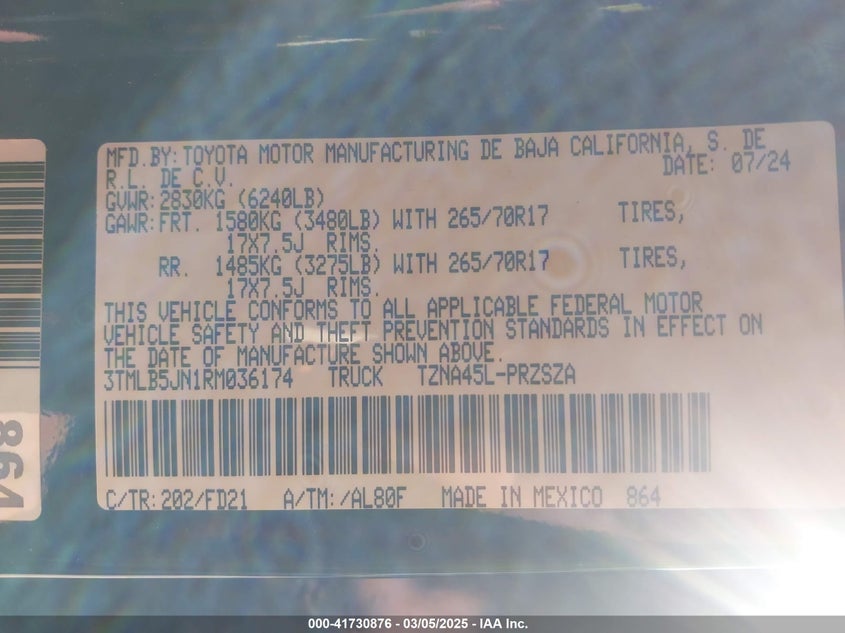 MFD.BY:TOYOTA MOTOR MANUFACTURING DE BAJA CALIFORNIA, S. DE
R.L. DE C.V. DATE: 07/24
GVWR:2830KG (6240LB)
GAWR:FRT. 1580KG (3480LB) WITH 265/70R17 TIRES,
17X7.5J RIMS.
RR. 1485KG (3275LB) WITH 265/70R17 TIRES,
17X7.5J RIMS.
THIS VEHICLE CONFORMS TO ALL APPLICABLE FEDERAL MOTOR
VEHICLE SAFETY AND THEFT PREVENTION STANDARDS IN EFFECT ON
THE DATE OF MANUFACTURE SHOWN ABOVE.
3TMLB5JN1RM036174 TRUCK TZNA45L-PRZSZA
C/TR:202/FD21 A/TM:/AL80F MADE IN MEXICO 864
864
000-41730876 - 03/05/2025 - IAA Inc.